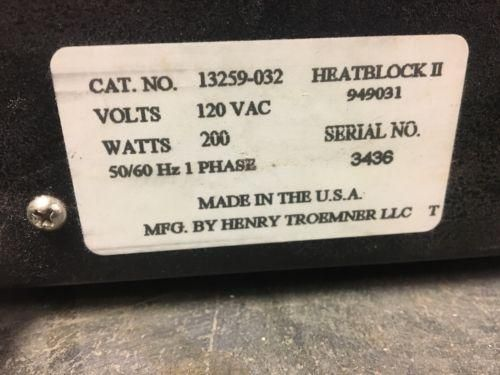 CAT. NO. 13259-032 HEATBLOCK II
949031
VOLTS 120 VAC
WATTS 200 SERIAL NO.
50/60 Hz 1 PHASE 3436
MADE IN THE U.S.A.
MFG. BY HENRY TROEMNER LLC T